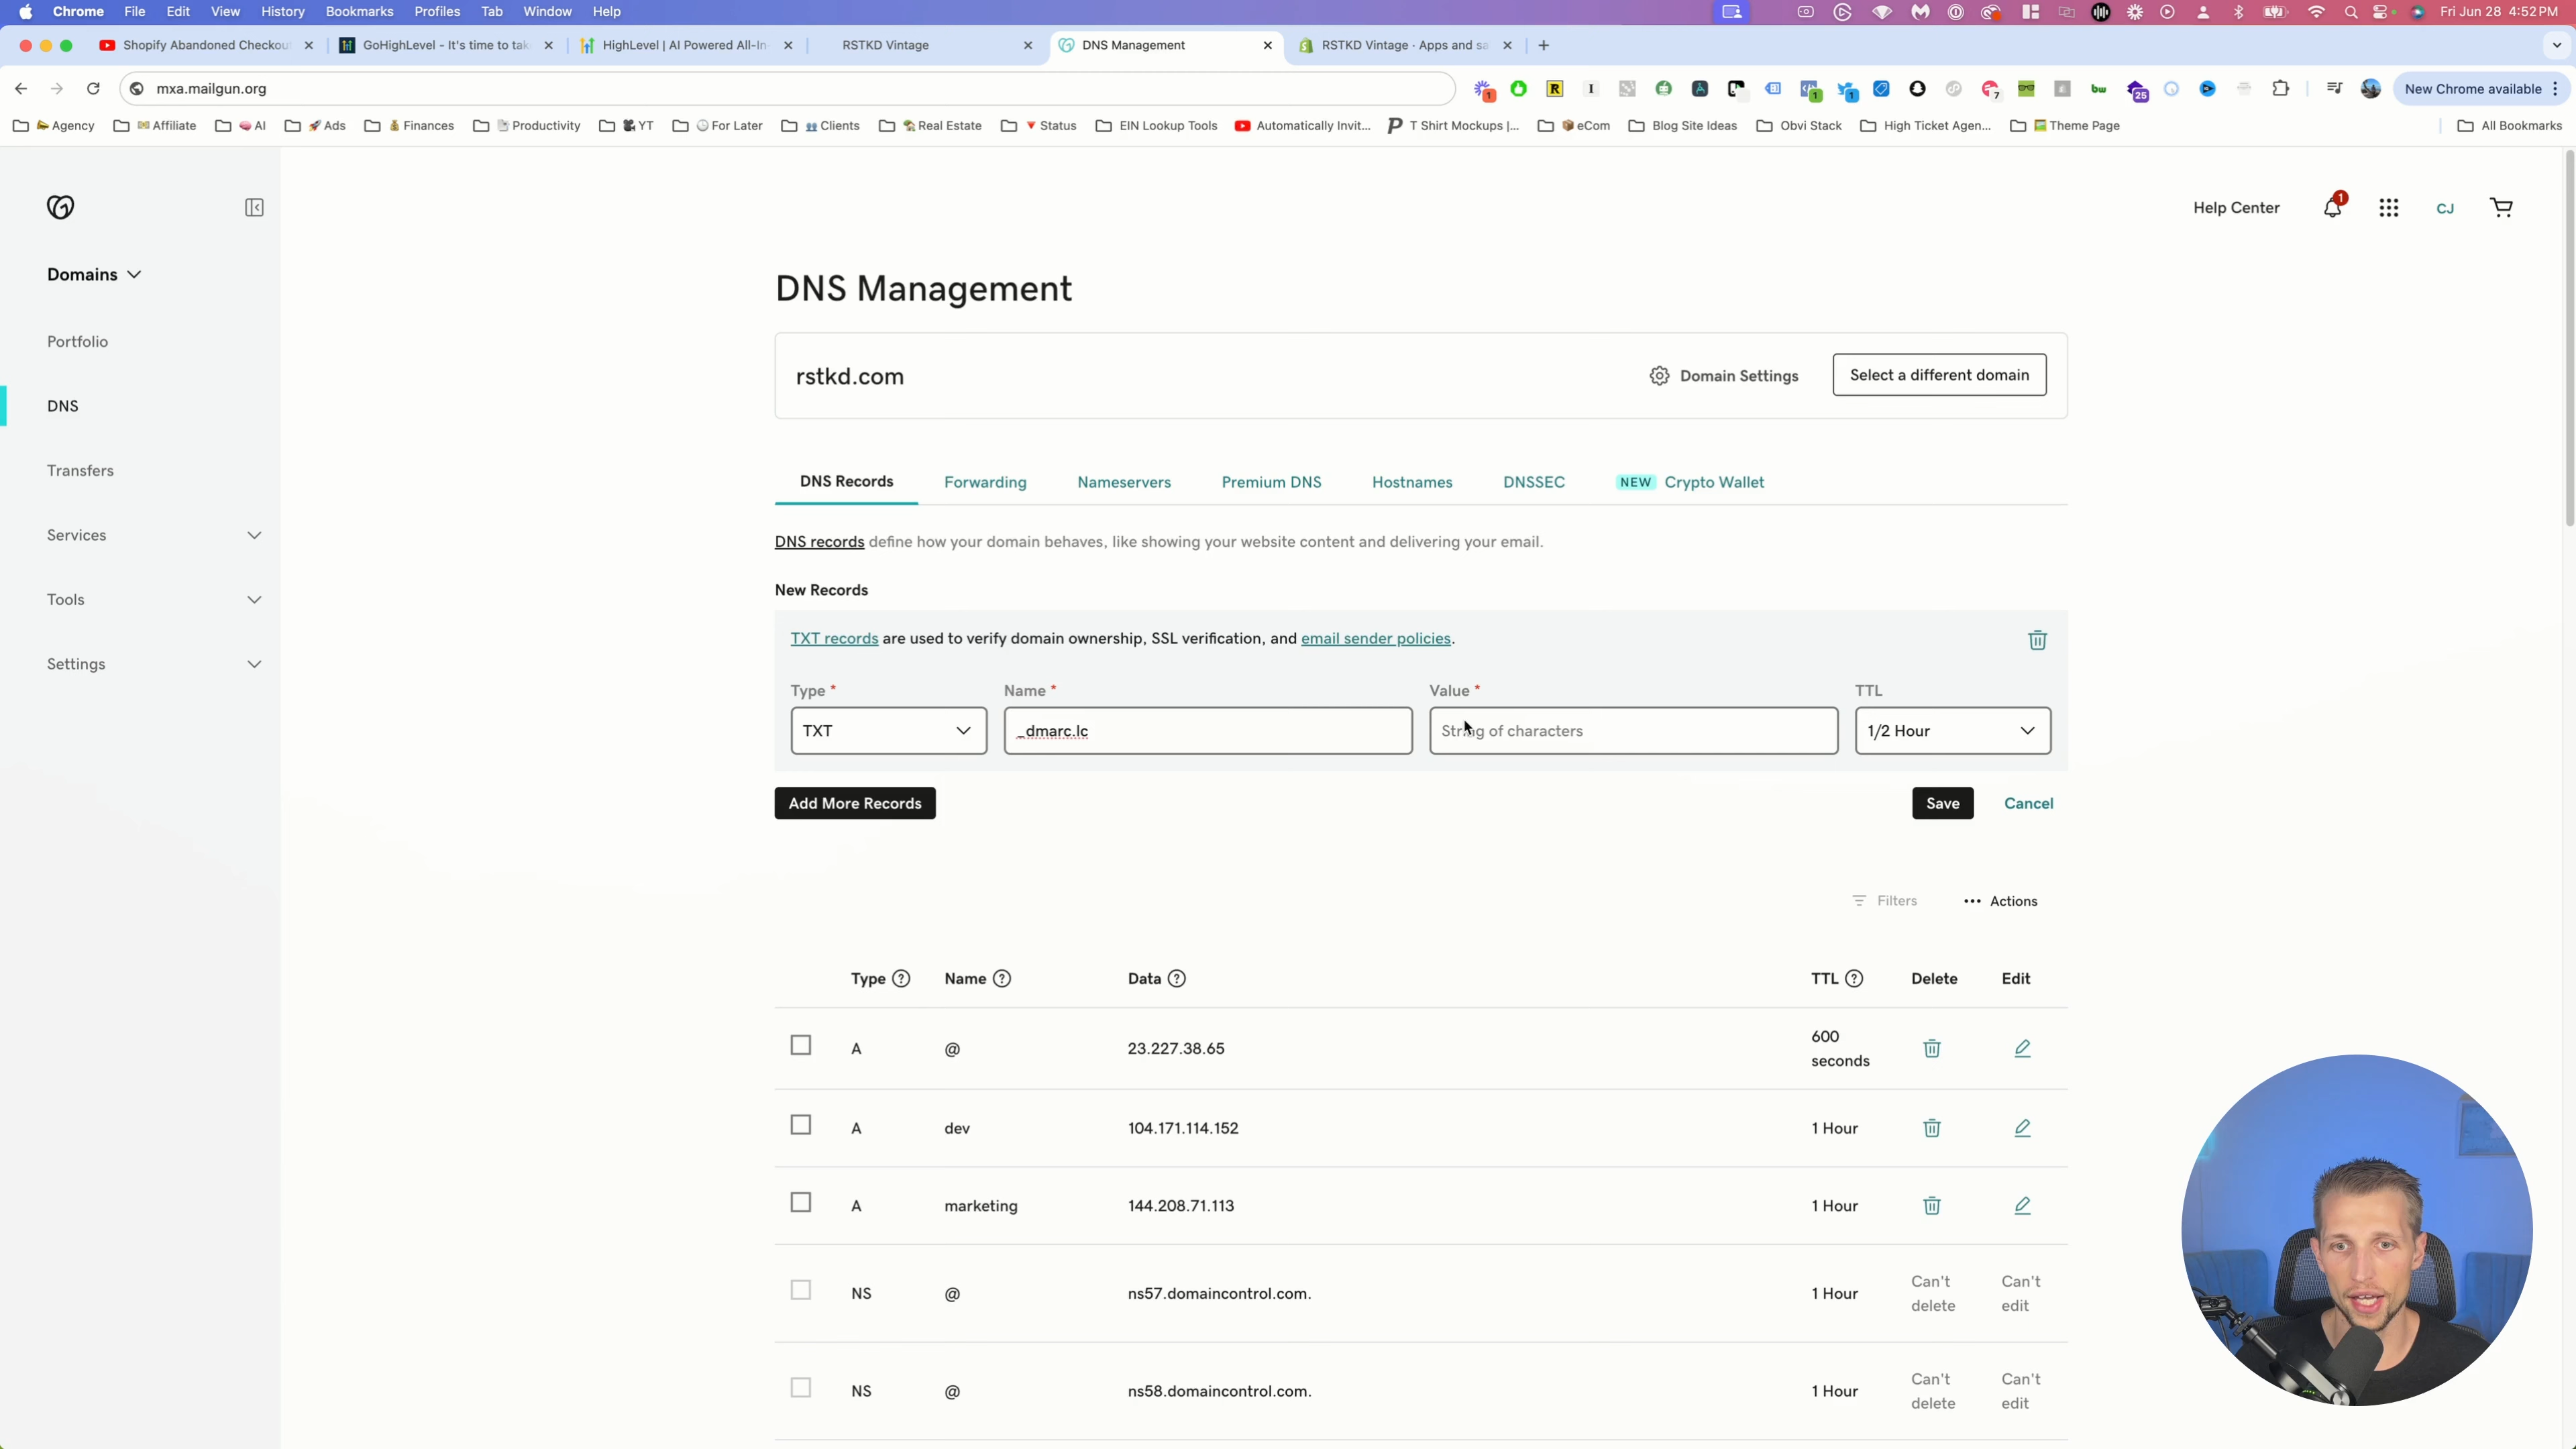 Chrome File Edit View History Bookmarks Profiles Tab Window Help Fri Jun 28 4:52 PM
Shopify Abandoned Checkou GoHighLevel - It's time to tak HighLevel | AI Powered All-In- RSTKD Vintage DNS Management RSTKD Vintage · Apps and sa
mxa.mailgun.org 1 1 1 7 25 bw New Chrome available
Agency Affiliate AI Ads Finances Productivity YT For Later Clients Real Estate Status EIN Lookup Tools Automatically Invit... T Shirt Mockups |... eCom Blog Site Ideas Obvi Stack High Ticket Agen... Theme Page All Bookmarks
Help Center 1 CJ
Domains
Portfolio
DNS
Transfers
Services
Tools
Settings
DNS Management
rstkd.com Domain Settings Select a different domain
DNS Records Forwarding Nameservers Premium DNS Hostnames DNSSEC NEW Crypto Wallet
DNS records define how your domain behaves, like showing your website content and delivering your email.
New Records
TXT records are used to verify domain ownership, SSL verification, and email sender policies.
Type * Name * Value * TTL
TXT _dmarc.lc String of characters 1/2 Hour
Add More Records Save Cancel
Filters ••• Actions
Type ? Name ? Data ? TTL ? Delete Edit
A @ 23.227.38.65 600 seconds
A dev 104.171.114.152 1 Hour
A marketing 144.208.71.113 1 Hour
NS @ ns57.domaincontrol.com. 1 Hour Can't delete Can't edit
NS @ ns58.domaincontrol.com. 1 Hour Can't delete Can't edit